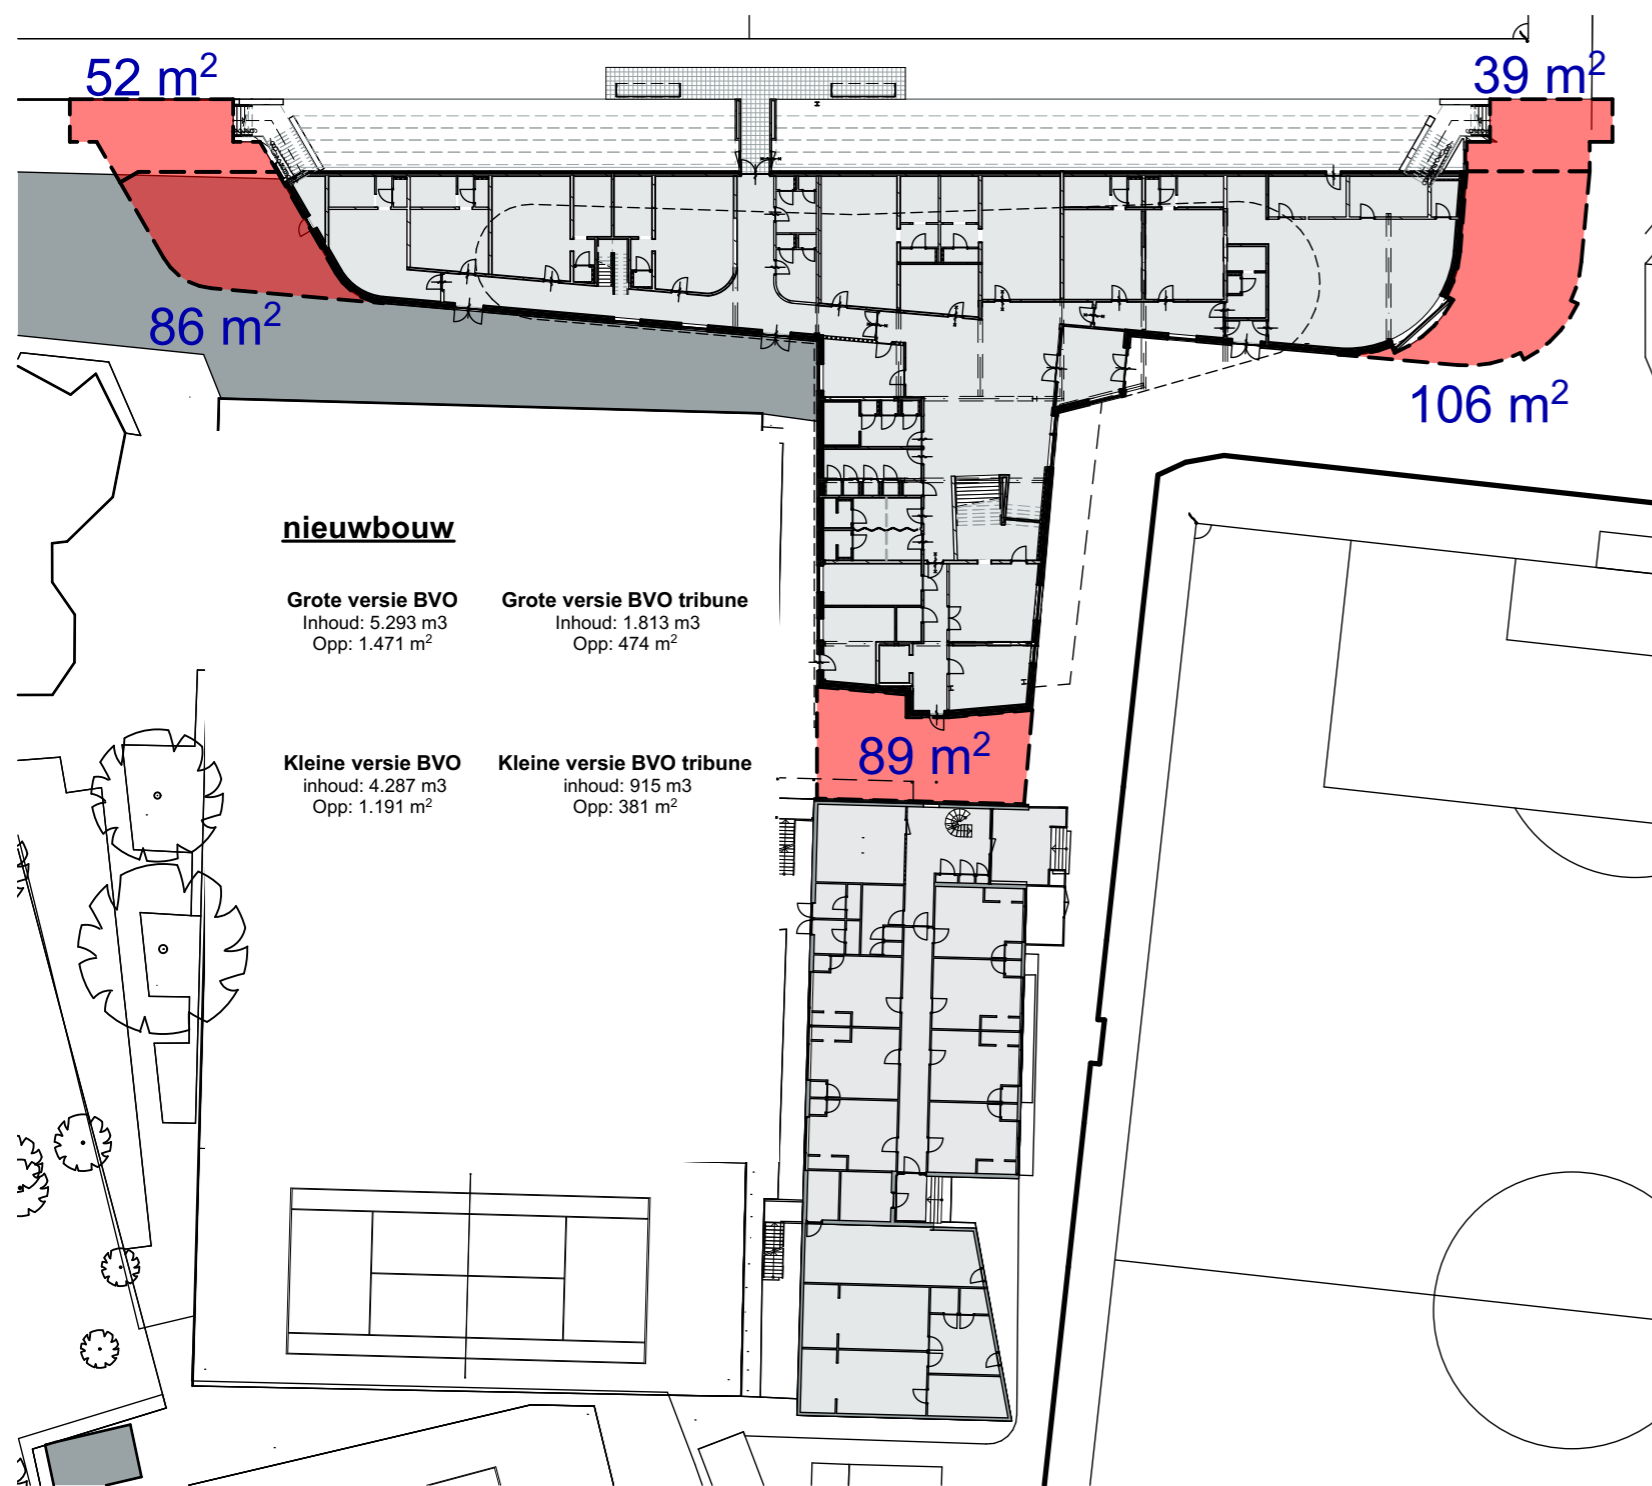 52 m²
39 m²
86 m²
106 m²
nieuwbouw
Grote versie BVO
Inhoud: 5.293 m3
Opp: 1.471 m²
Grote versie BVO tribune
Inhoud: 1.813 m3
Opp: 474 m²
89 m²
Kleine versie BVO
inhoud: 4.287 m3
Opp: 1.191 m²
Kleine versie BVO tribune
inhoud: 915 m3
Opp: 381 m²